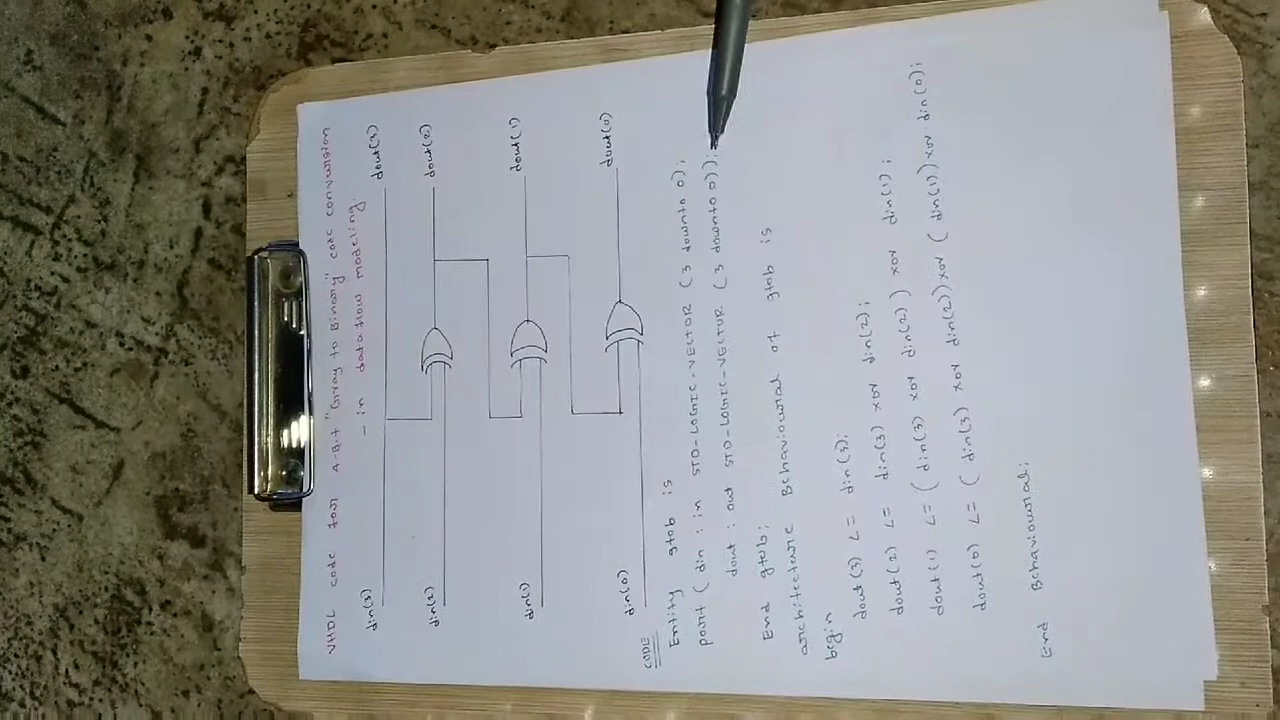 VHDL code for 4-Bit "Gray to Binary" code conversion
- in dataflow modeling.
din(3) dout(3)
din(2) dout(2)
din(1) dout(1)
din(0) dout(0)
CODE
Entity gtob is
port ( din : in STD-LOGIC-VECTOR ( 3 downto 0);
dout : out STD-LOGIC-VECTOR ( 3 downto 0));
End gtob;
architecture Behavioural of gtob is
begin
dout(3) <= din(3);
dout(2) <= din(3) xor din(2);
dout(1) <= ( din(3) xor din(2) ) xor din(1);
dout(0) <= ( din(3) xor din(2)) xor ( din(1)) xor din(0);
End Behavioural;